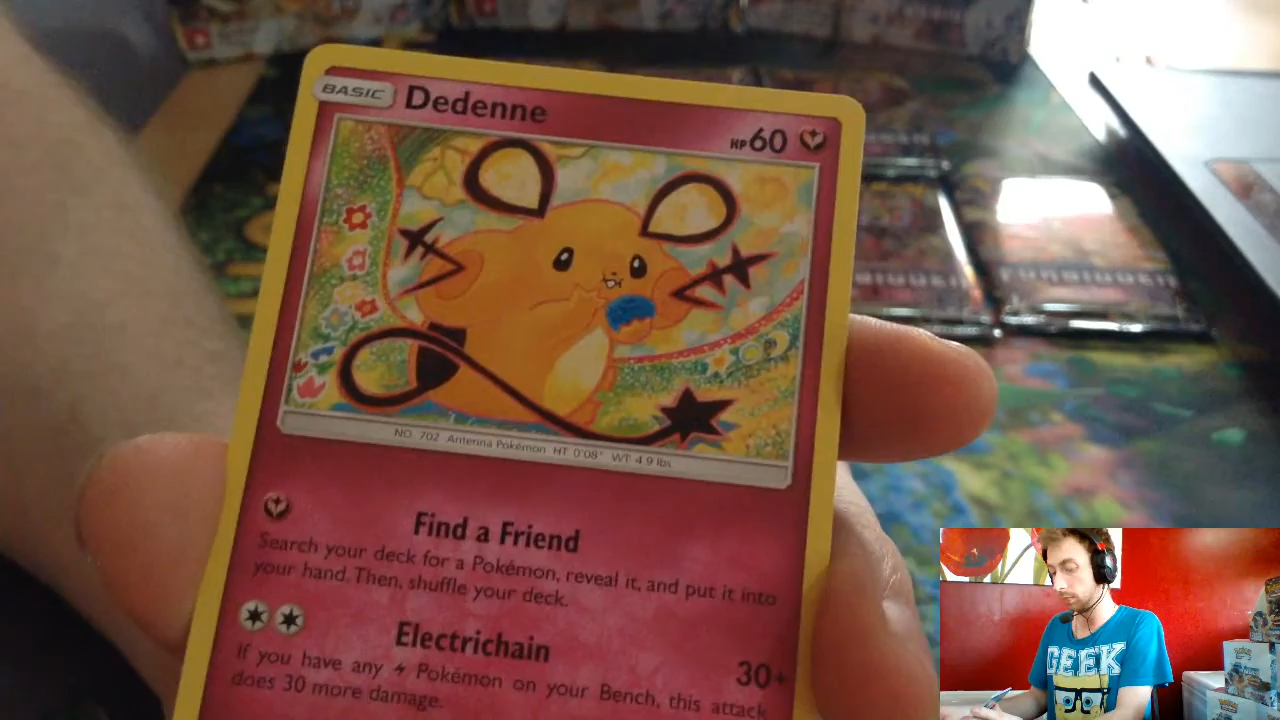 BASIC Dedenne HP 60
NO. 702 Antenna Pokémon HT 0'08" WT 4.9 lbs
Find a Friend
Search your deck for a Pokémon, reveal it, and put it into
your hand. Then, shuffle your deck.
Electrichain 30+
If you have any Pokémon on your Bench, this attack
does 30 more damage.
GEEK